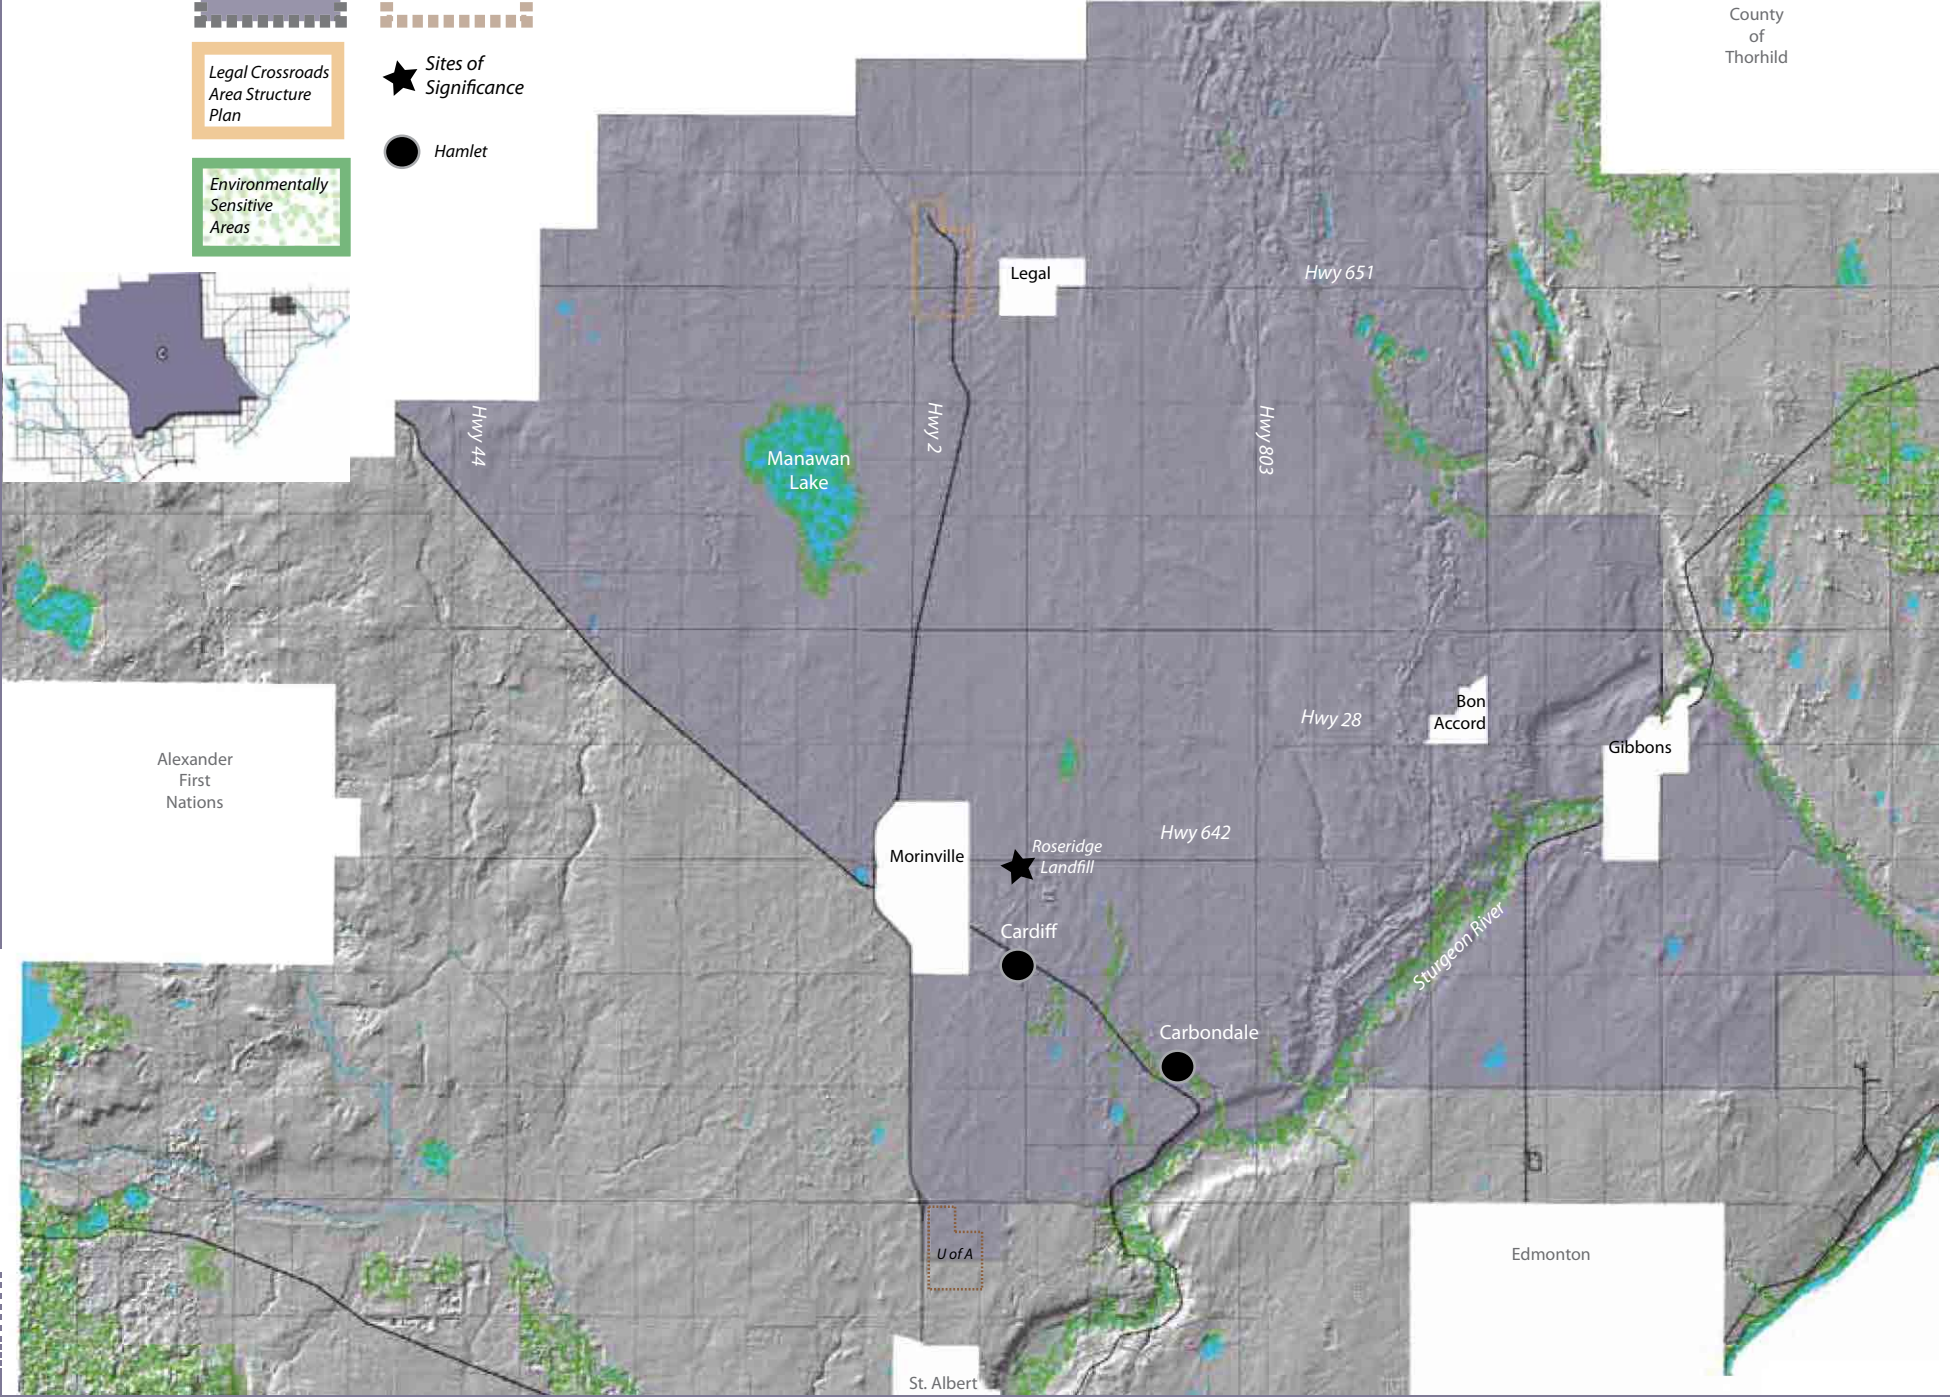 County
of
Thorhild
Legal Crossroads
Area Structure
Plan
Sites of
Significance
Hamlet
Environmentally
Sensitive
Areas
Legal
Hwy 651
Hwy 44
Hwy 2
Hwy 803
Manawan
Lake
Bon
Accord
Hwy 28
Gibbons
Alexander
First
Nations
Hwy 642
Morinville
Roseridge
Landfill
Cardiff
Sturgeon River
Carbondale
U of A
Edmonton
St. Albert